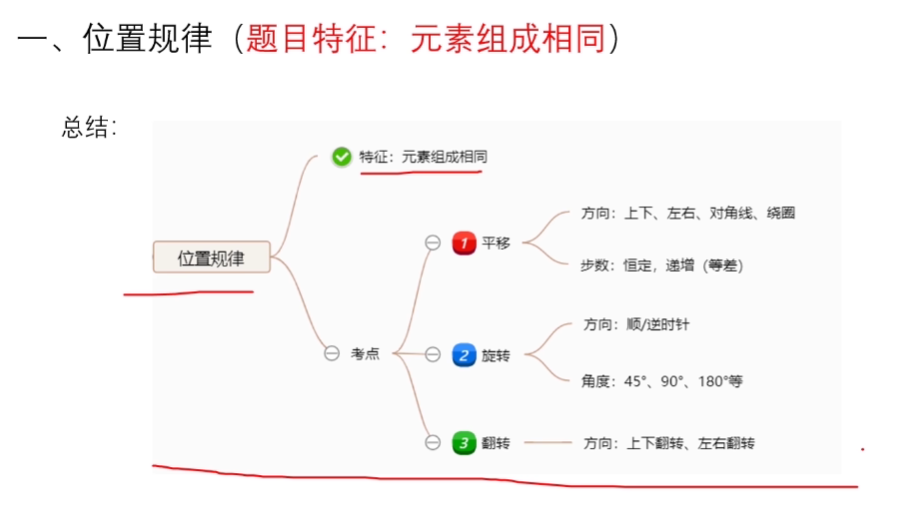 一、位置规律（题目特征：元素组成相同）
总结：
特征：元素组成相同
位置规律
考点
1 平移
方向：上下、左右、对角线、绕圈
步数：恒定，递增（等差）
2 旋转
方向：顺/逆时针
角度：45°、90°、180°等
3 翻转
方向：上下翻转、左右翻转